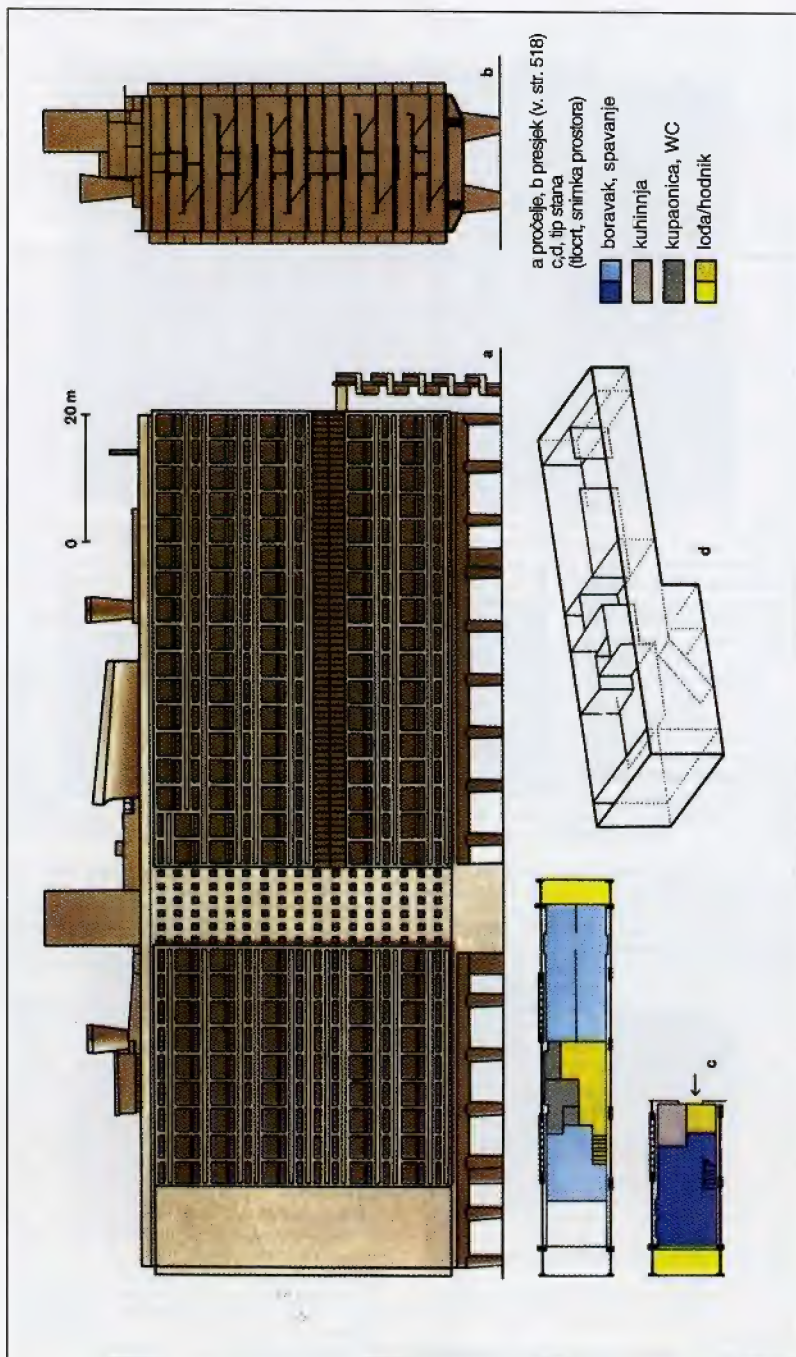 b
a pročelje, b presjek (v. str. 518)
c,d, tip stana
(tlocrt, snimka prostora)
boravak, spavanje
kuhinnja
kupaonica, WC
lođa/hodnik
0 20 m
a
d
c